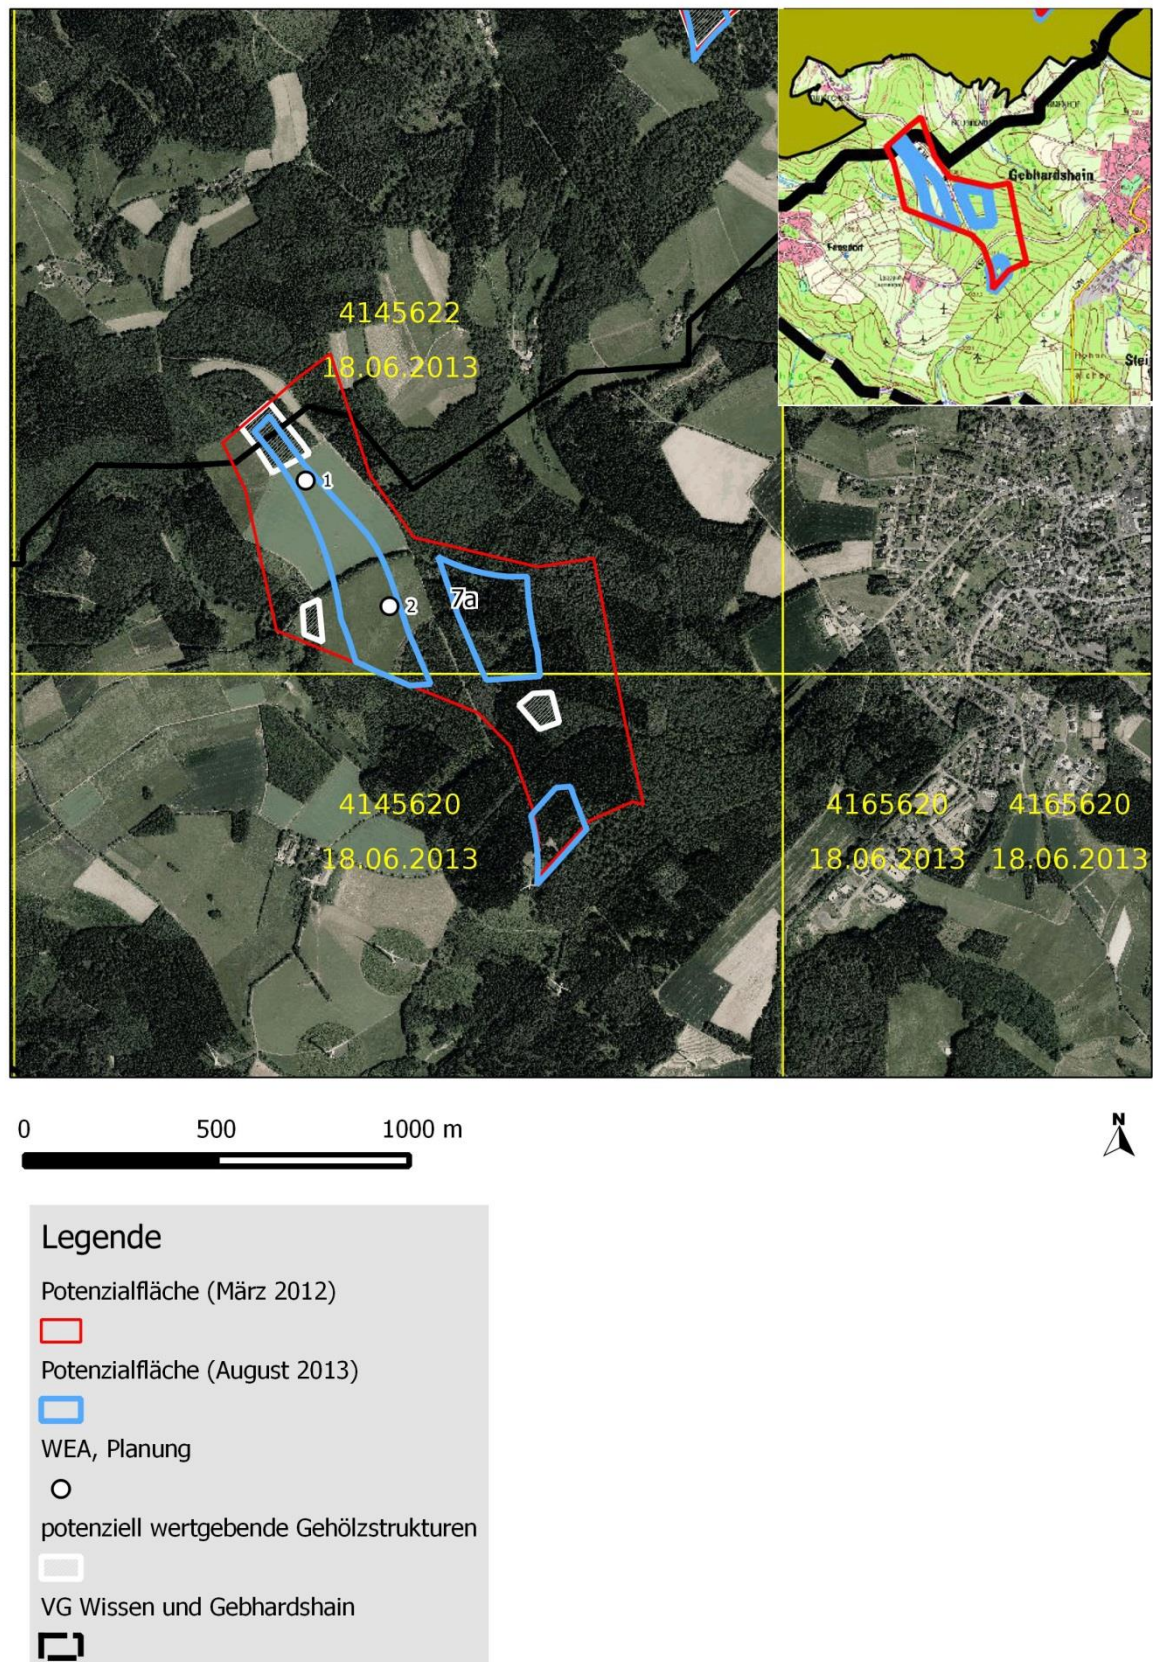 Gebhardshain
Steil
4145622
18.06.2013
1
7a
2
4145620
4165620
4165620
18.06.2013
18.06.2013
18.06.2013
0
500
1000 m
N
Legende
Potenzialfläche (März 2012)
Potenzialfläche (August 2013)
WEA, Planung
potenziell wertgebende Gehölzstrukturen
VG Wissen und Gebhardshain